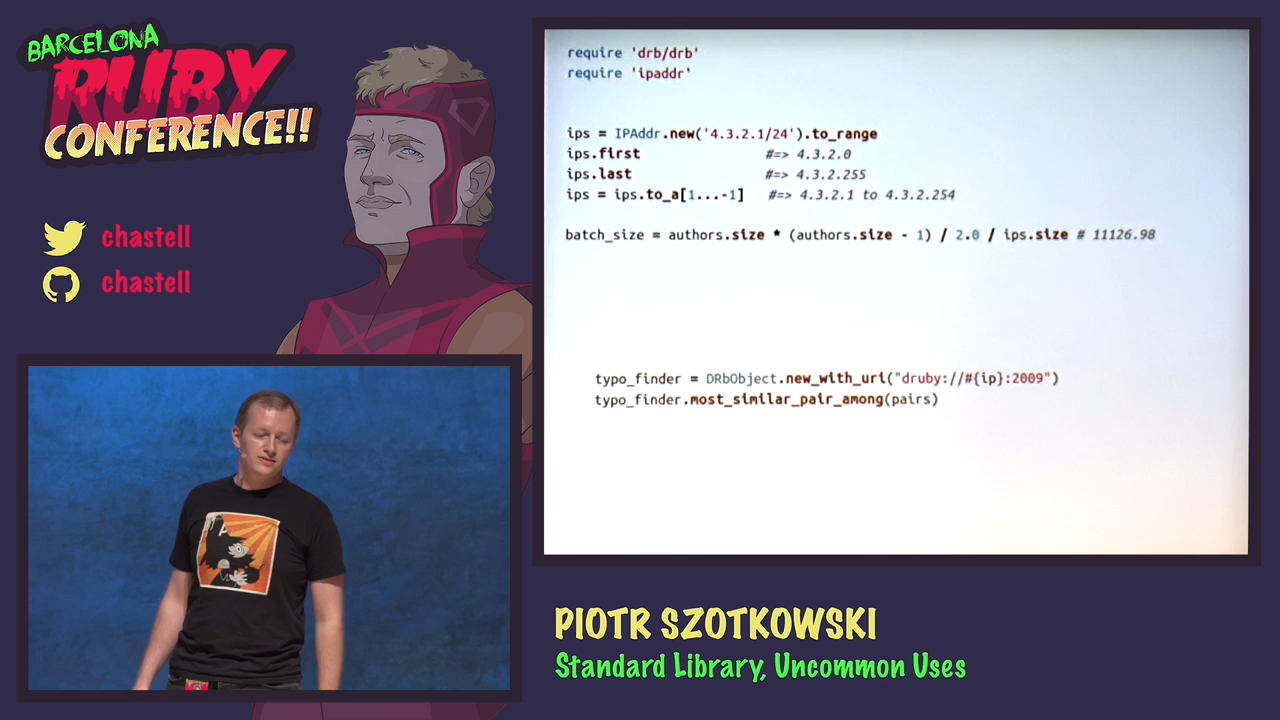 BARCELONA
RUBY
CONFERENCE!!
chastell
chastell
require 'drb/drb'
require 'ipaddr'
ips = IPAddr.new('4.3.2.1/24').to_range
ips.first #=> 4.3.2.0
ips.last #=> 4.3.2.255
ips = ips.to_a[1...-1] #=> 4.3.2.1 to 4.3.2.254
batch_size = authors.size * (authors.size - 1) / 2.0 / ips.size # 11126.98
typo_finder = DRbObject.new_with_uri("druby://#{ip}:2009")
typo_finder.most_similar_pair_among(pairs)
PIOTR SZOTKOWSKI
Standard Library, Uncommon Uses